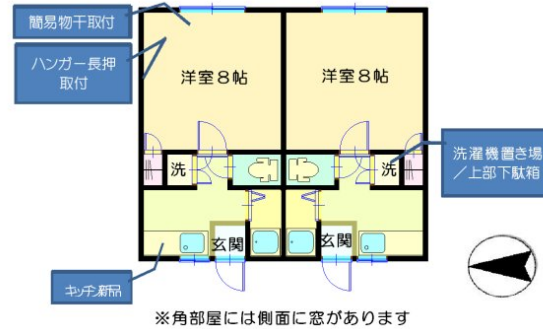 簡易物干取付
ハンガー長押
取付
洋室8帖
洋室8帖
洗
洗
洗濯機置き場
／上部下駄箱
玄関
玄関
キッチン新品
※角部屋には側面に窓があります